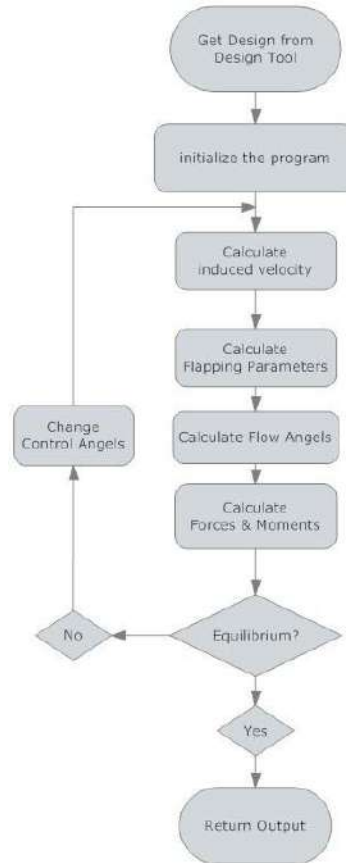 Get Design from
Design Tool
initialize the program
Calculate
induced velocity
Calculate
Flapping Parameters
Change
Control Angels
Calculate Flow Angels
Calculate
Forces & Moments
No
Equilibrium?
Yes
Return Output